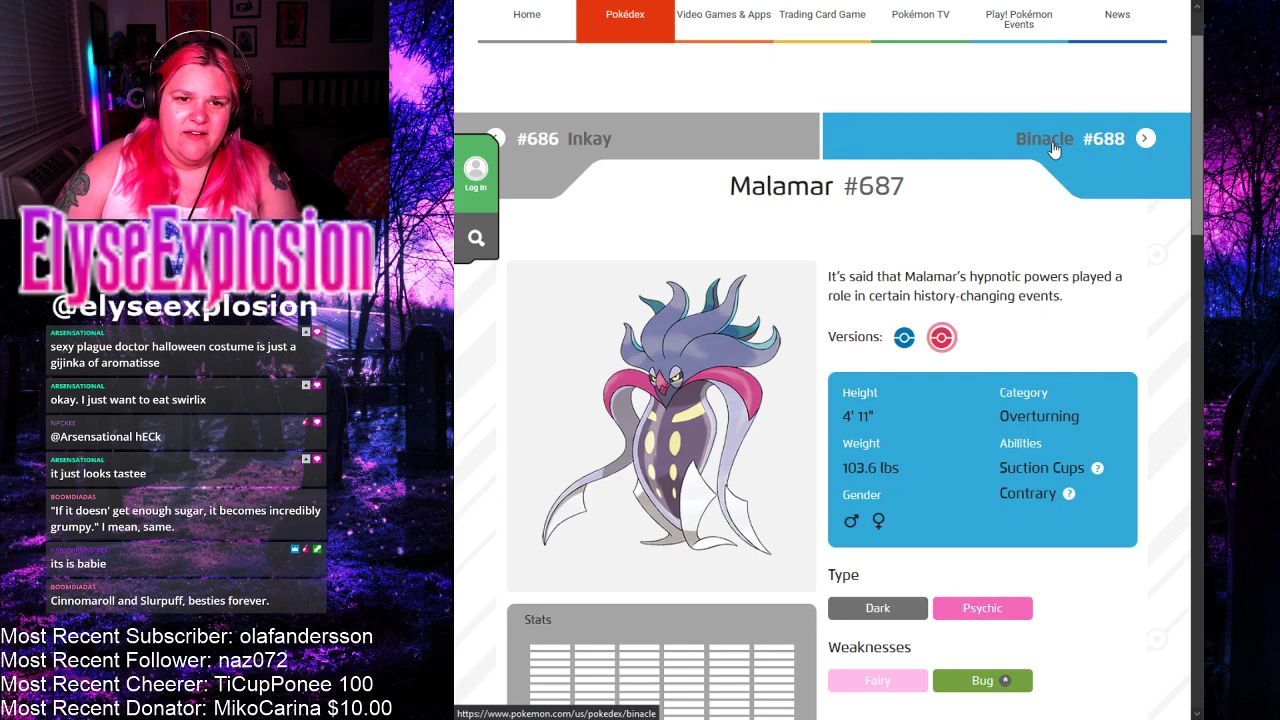 Home
Pokédex
Video Games & Apps
Trading Card Game
Pokémon TV
Play! Pokémon
Events
News
#686 Inkay
Binacle #688
Log In
Malamar #687
It's said that Malamar's hypnotic powers played a
role in certain history-changing events.
Versions:
Height
4' 11"
Weight
103.6 lbs
Gender
Category
Overturning
Abilities
Suction Cups ?
Contrary ?
Type
Dark
Psychic
Weaknesses
Fairy
Bug *
Stats
https://www.pokemon.com/us/pokedex/binacle
ElyseExplosion
@elyseexplosion
ARSENSATIONAL
sexy plague doctor halloween costume is just a
gijinka of aromatisse
ARSENSATIONAL
okay. I just want to eat swirlix
NPCKEE
@Arsensational hECk
ARSENSATIONAL
it just looks tastee
BOOMDIADAS
"If it doesn' get enough sugar, it becomes incredibly
grumpy." I mean, same.
its is babie
BOOMDIADAS
Cinnomaroll and Slurpuff, besties forever.
Most Recent Subscriber: olafandersson
Most Recent Follower: naz072
Most Recent Cheerer: TiCupPonee 100
Most Recent Donator: MikoCarina $10.00